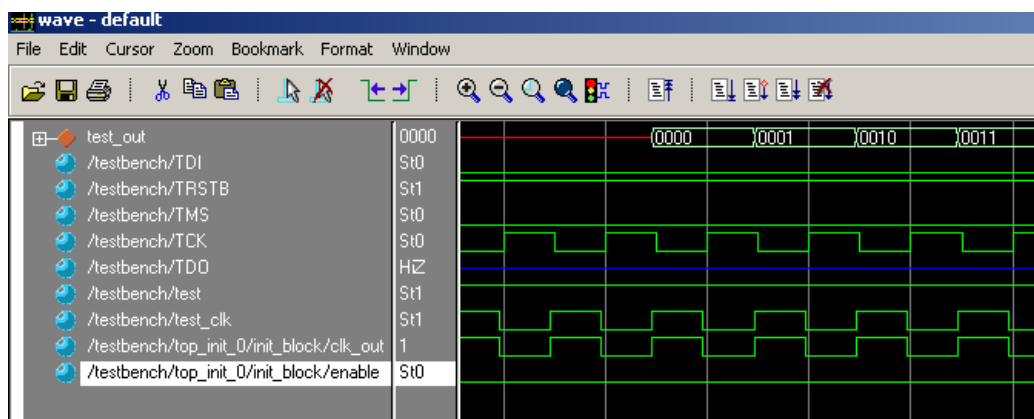 wave - default
File Edit Cursor Zoom Bookmark Format Window
test_out 0000 0000 0001 0010 0011
/testbench/TDI St0
/testbench/TRSTB St1
/testbench/TMS St0
/testbench/TCK St0
/testbench/TDO HiZ
/testbench/test St1
/testbench/test_clk St1
/testbench/top_init_0/init_block/clk_out 1
/testbench/top_init_0/init_block/enable St0